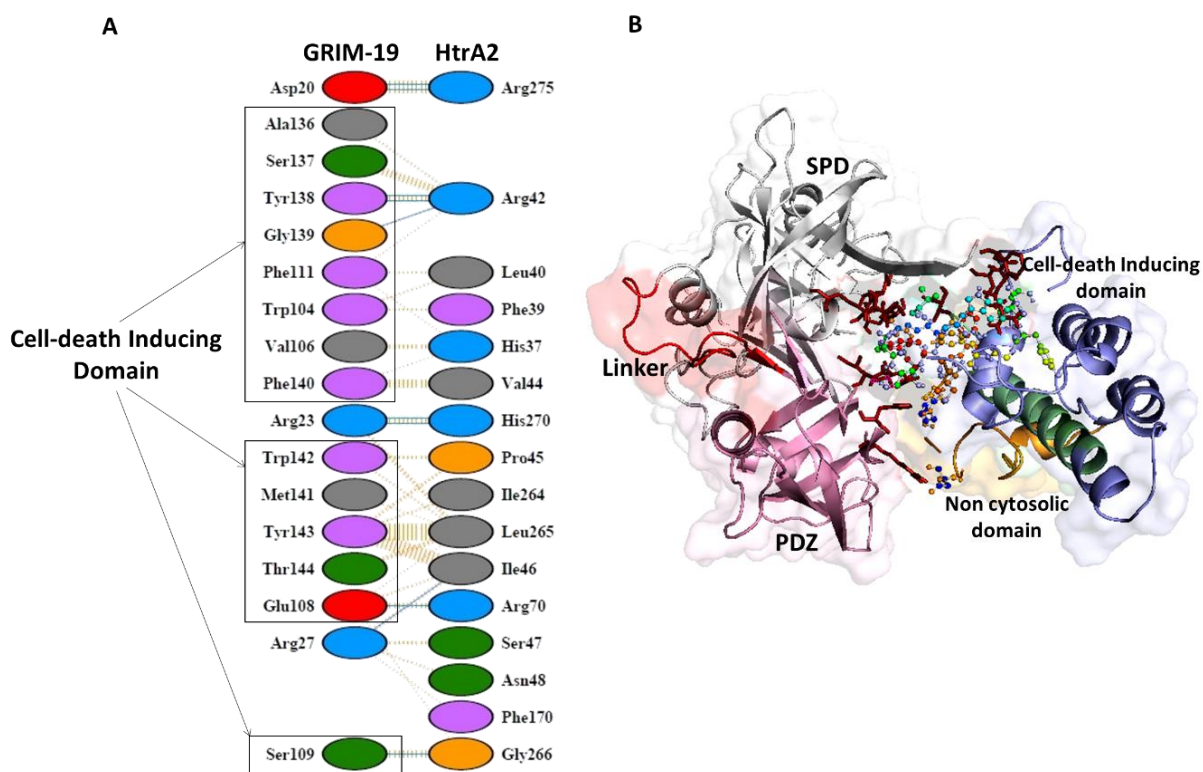 A
GRIM-19 HtrA2
Asp20 Arg275
Ala136
Ser137
Tyr138 Arg42
Gly139
Phe111 Leu40
Trp104 Phe39
Val106 His37
Phe140 Val44
Arg23 His270
Trp142 Pro45
Met141 Ile264
Tyr143 Leu265
Thr144 Ile46
Glu108 Arg70
Arg27 Ser47
Asn48
Phe170
Ser109 Gly266
Cell-death Inducing
Domain
B
SPD
Cell-death Inducing
domain
Linker
Non cytosolic
domain
PDZ